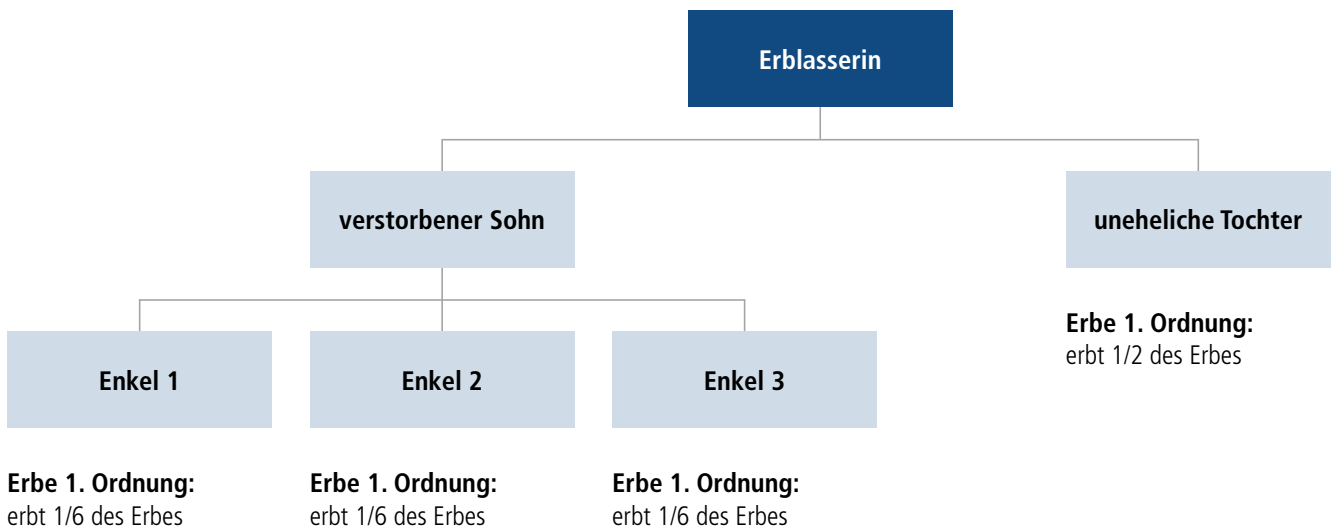 Erblasserin
verstorbener Sohn
uneheliche Tochter
Erbe 1. Ordnung:
erbt 1/2 des Erbes
Enkel 1
Enkel 2
Enkel 3
Erbe 1. Ordnung:
erbt 1/6 des Erbes
Erbe 1. Ordnung:
erbt 1/6 des Erbes
Erbe 1. Ordnung:
erbt 1/6 des Erbes